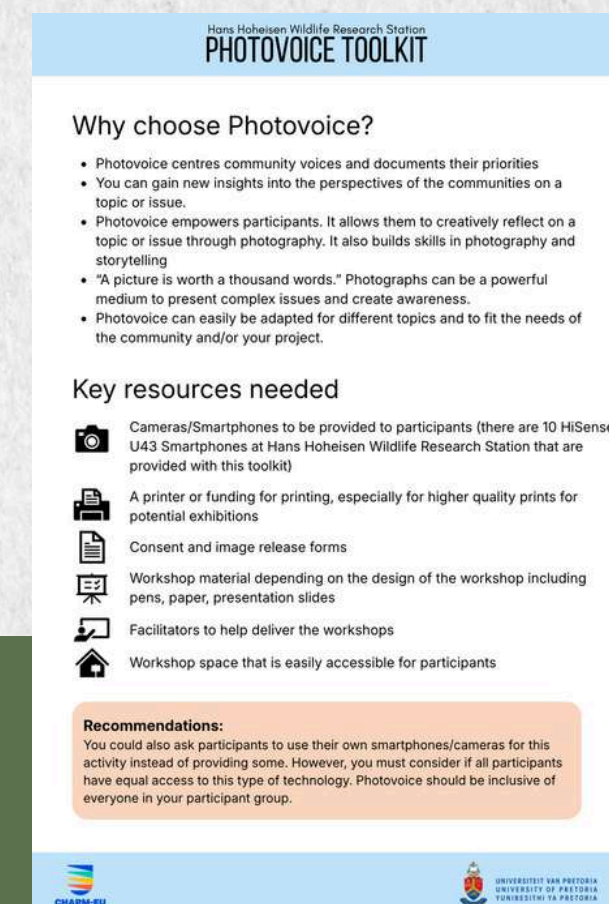 Hans Hoheisen Wildlife Research Station
PHOTOVOICE TOOLKIT
Why choose Photovoice?
• Photovoice centres community voices and documents their priorities
• You can gain new insights into the perspectives of the communities on a
topic or issue.
• Photovoice empowers participants. It allows them to creatively reflect on a
topic or issue through photography. It also builds skills in photography and
storytelling
• “A picture is worth a thousand words.” Photographs can be a powerful
medium to present complex issues and create awareness.
• Photovoice can easily be adapted for different topics and to fit the needs of
the community and/or your project.
Key resources needed
Cameras/Smartphones to be provided to participants (there are 10 HiSense
U43 Smartphones at Hans Hoheisen Wildlife Research Station that are
provided with this toolkit)
A printer or funding for printing, especially for higher quality prints for
potential exhibitions
Consent and image release forms
Workshop material depending on the design of the workshop including
pens, paper, presentation slides
Facilitators to help deliver the workshops
Workshop space that is easily accessible for participants
Recommendations:
You could also ask participants to use their own smartphones/cameras for this
activity instead of providing some. However, you must consider if all participants
have equal access to this type of technology. Photovoice should be inclusive of
everyone in your participant group.
CHARM-EU
UNIVERSITEIT VAN PRETORIA
UNIVERSITY OF PRETORIA
YUNIBESITHI YA PRETORIA